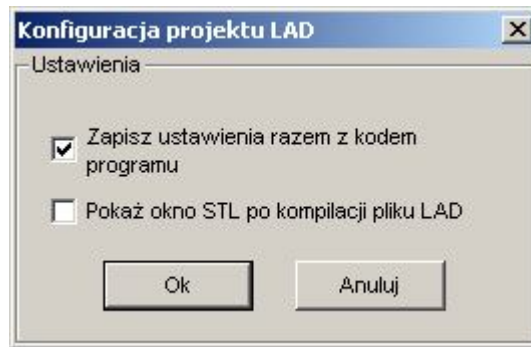 Konfiguracja projektu LAD
Ustawienia
Zapisz ustawienia razem z kodem
programu
Pokaż okno STL po kompilacji pliku LAD
Ok
Anuluj